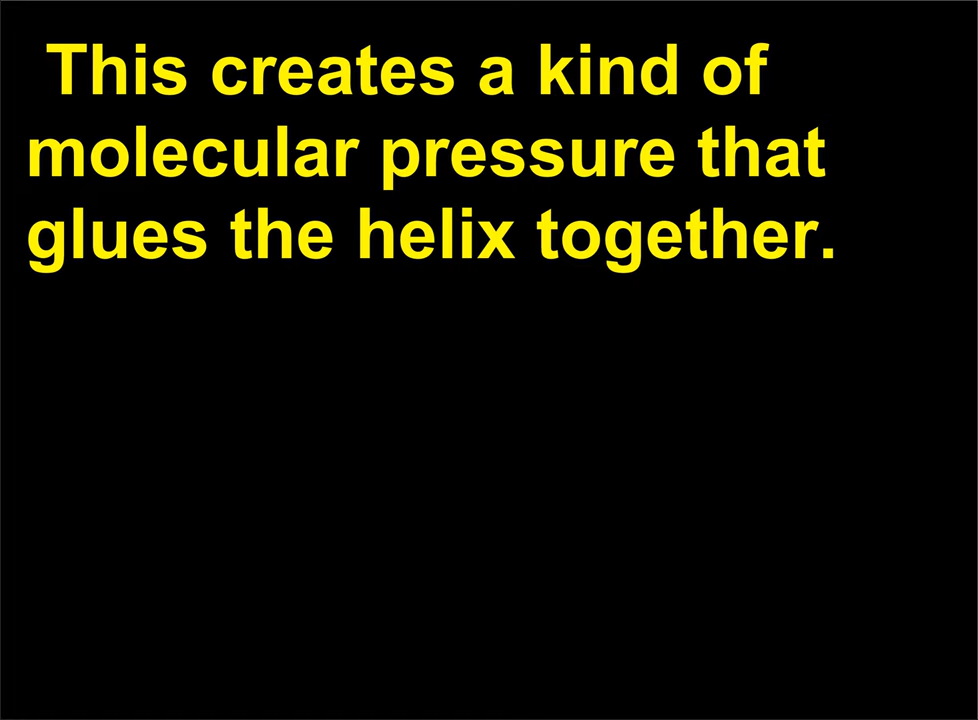 This creates a kind of
molecular pressure that
glues the helix together.